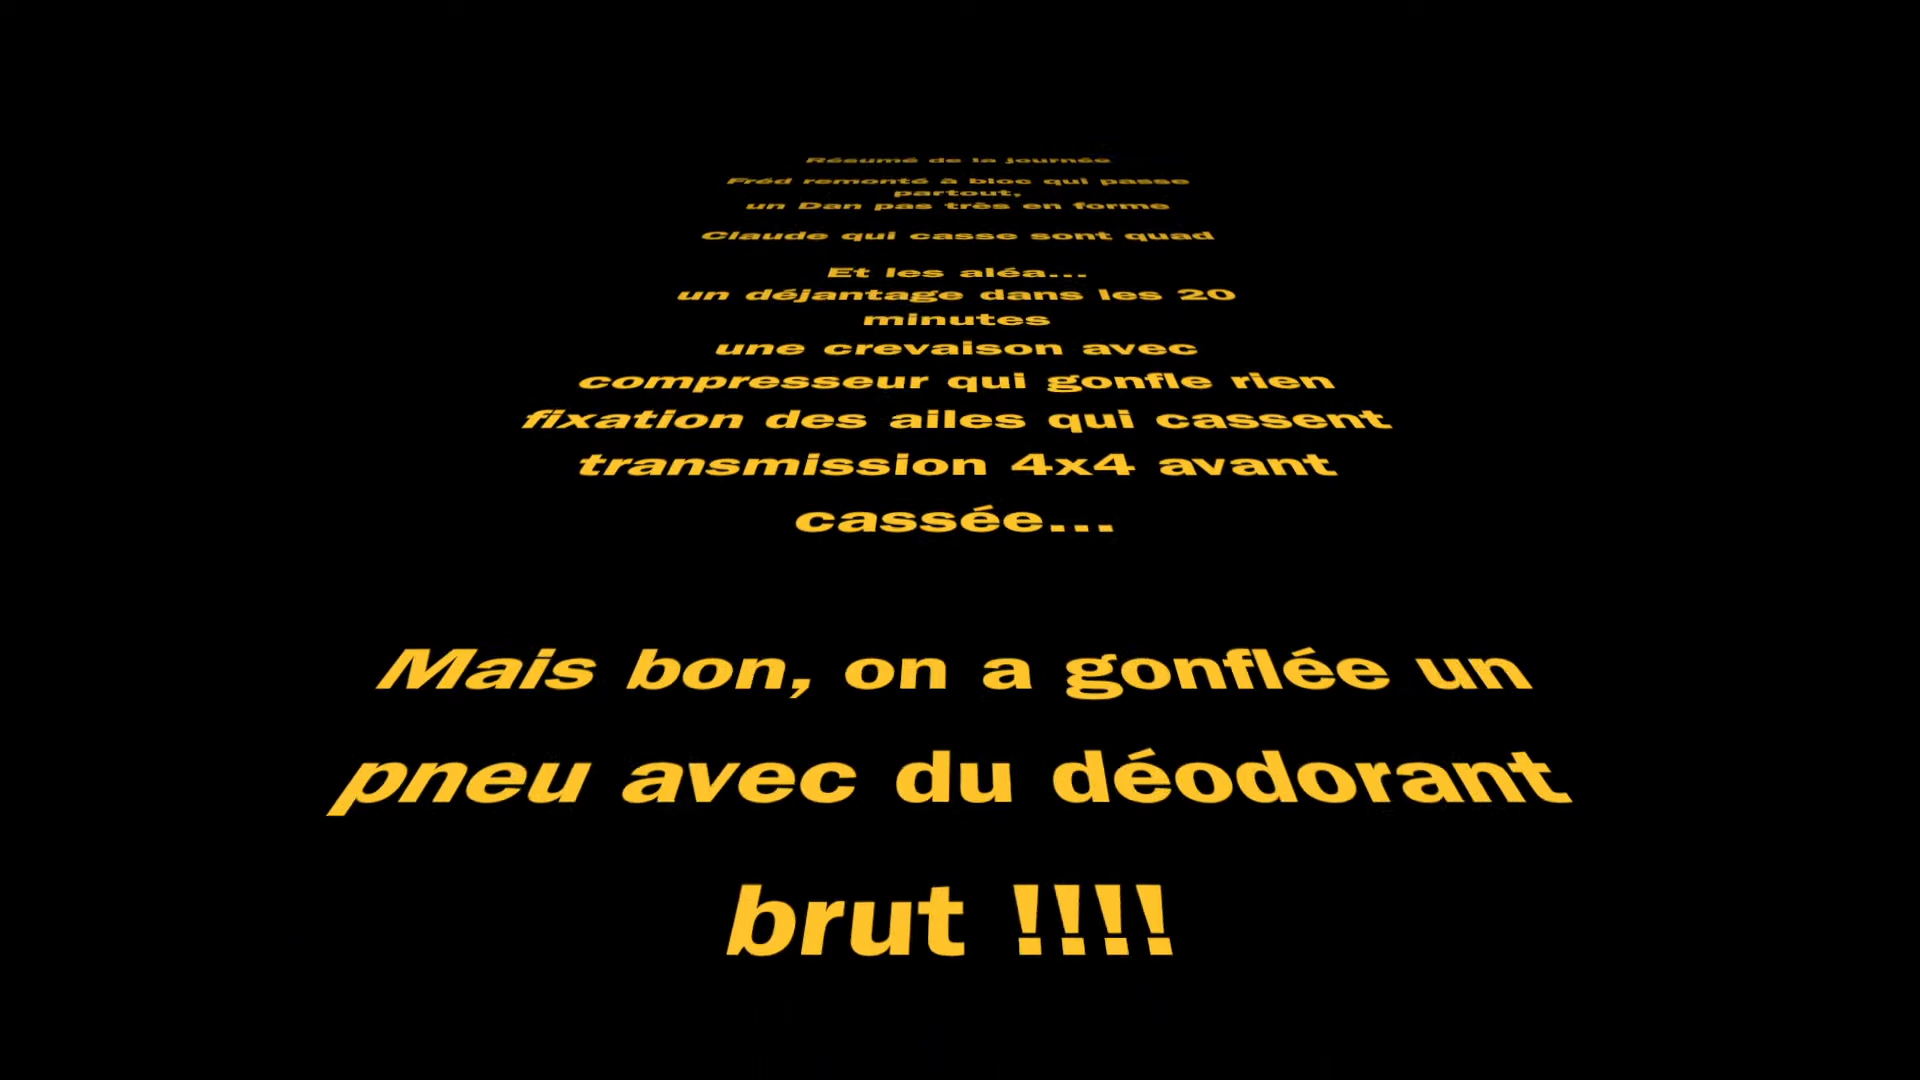 Résumé de la journée
Fréd remonté à bloc qui passe
partout,
un Dan pas très en forme
Claude qui casse sont quad
Et les aléa...
un déjantage dans les 20
minutes
une crevaison avec
compresseur qui gonfle rien
fixation des ailes qui cassent
transmission 4x4 avant
cassée...
Mais bon, on a gonflée un
pneu avec du déodorant
brut !!!!